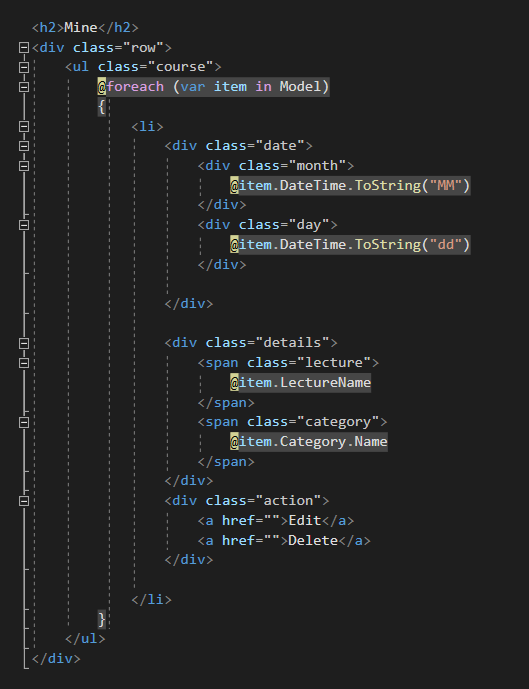 <h2>Mine</h2>
<div class="row">
<ul class="course">
@foreach (var item in Model)
{
<li>
<div class="date">
<div class="month">
@item.DateTime.ToString("MM")
</div>
<div class="day">
@item.DateTime.ToString("dd")
</div>
</div>
<div class="details">
<span class="lecture">
@item.LectureName
</span>
<span class="category">
@item.Category.Name
</span>
</div>
<div class="action">
<a href="">Edit</a>
<a href="">Delete</a>
</div>
</li>
}
</ul>
</div>